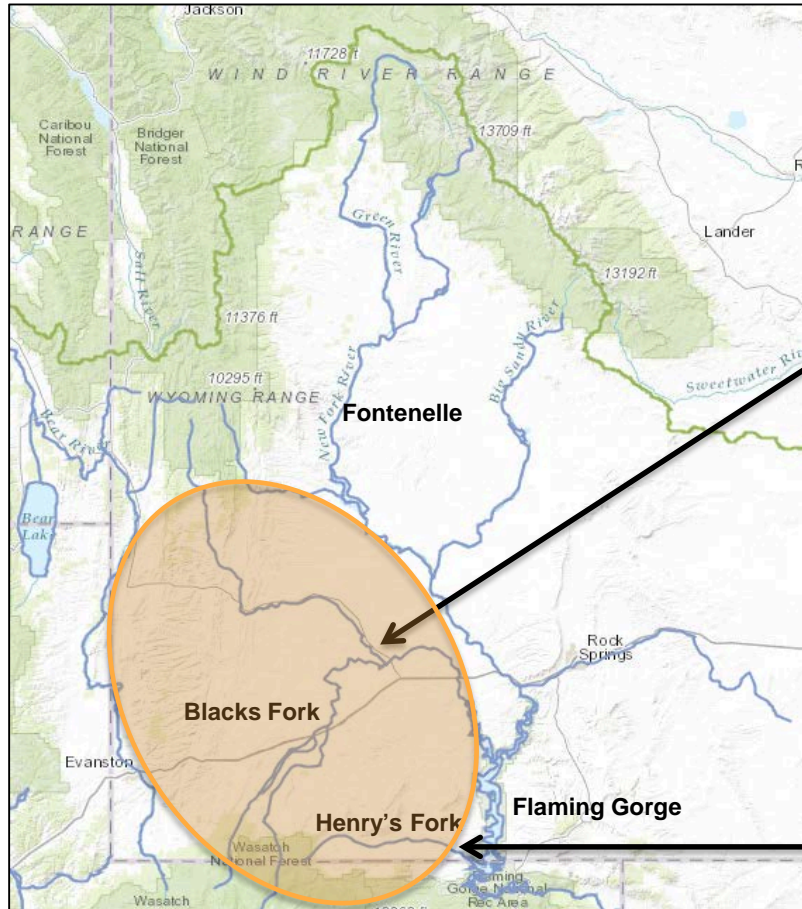 Jackson
11728 ft
WIND RIVER RANGE
Caribou
National
Forest
Bridger
National
Forest
13709 ft
R
Lander
RANGE
Salt River
Green River
13192 ft
11376 ft
Sweetwater Rive
10295 ft
WYOMING RANGE
Bear River
New Fork River
Fontenelle
Big Sandy River
Bear
Lake
Rock
Springs
Blacks Fork
Evanston
Flaming Gorge
Henry's Fork
Wasatch
National Forest
Flaming
Gorge National
Rec Area
Wasatch